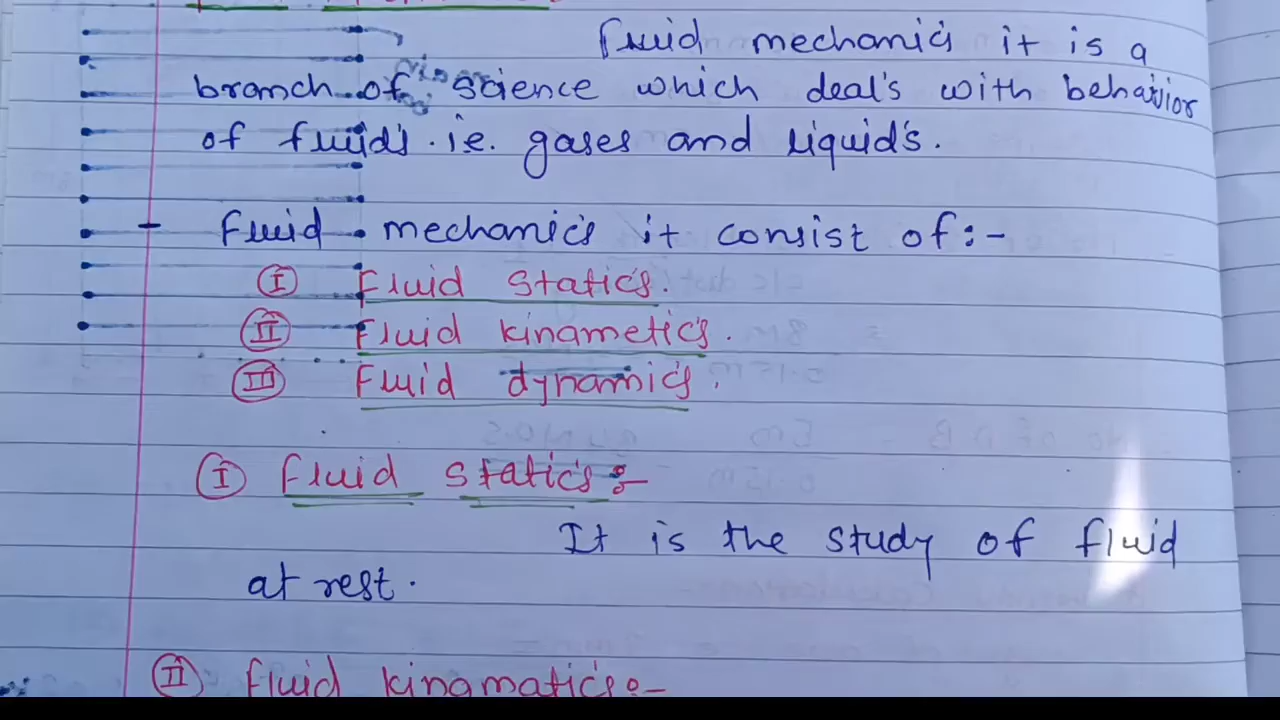 fluid mechanics it is a
branch of science which deal's with behavior
of fluid's. i.e. gases and liquid's.
- Fluid mechanics it consist of:-
I Fluid Statics.
II Fluid kinametics.
III Fluid dynamics.
I Fluid Statics:-
It is the study of fluid
at rest.
II Fluid kinamatics:-